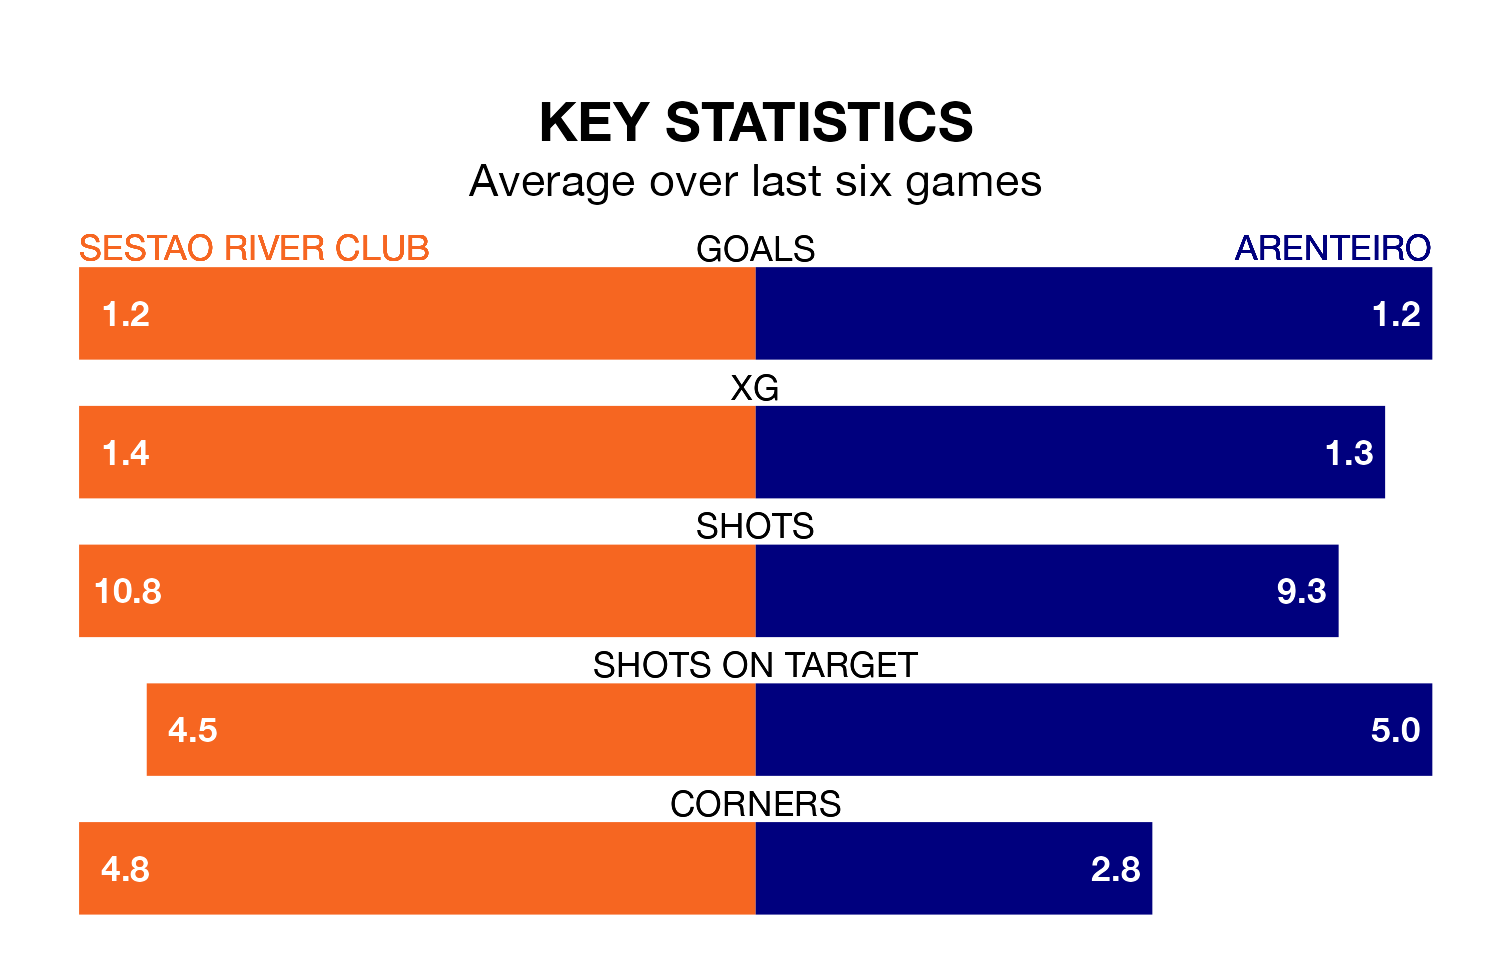 KEY STATISTICS
Average over last six games
SESTAO RIVER CLUB GOALS ARENTEIRO
1.2 1.2
XG
1.4 1.3
SHOTS
10.8 9.3
SHOTS ON TARGET
4.5 5.0
CORNERS
4.8 2.8